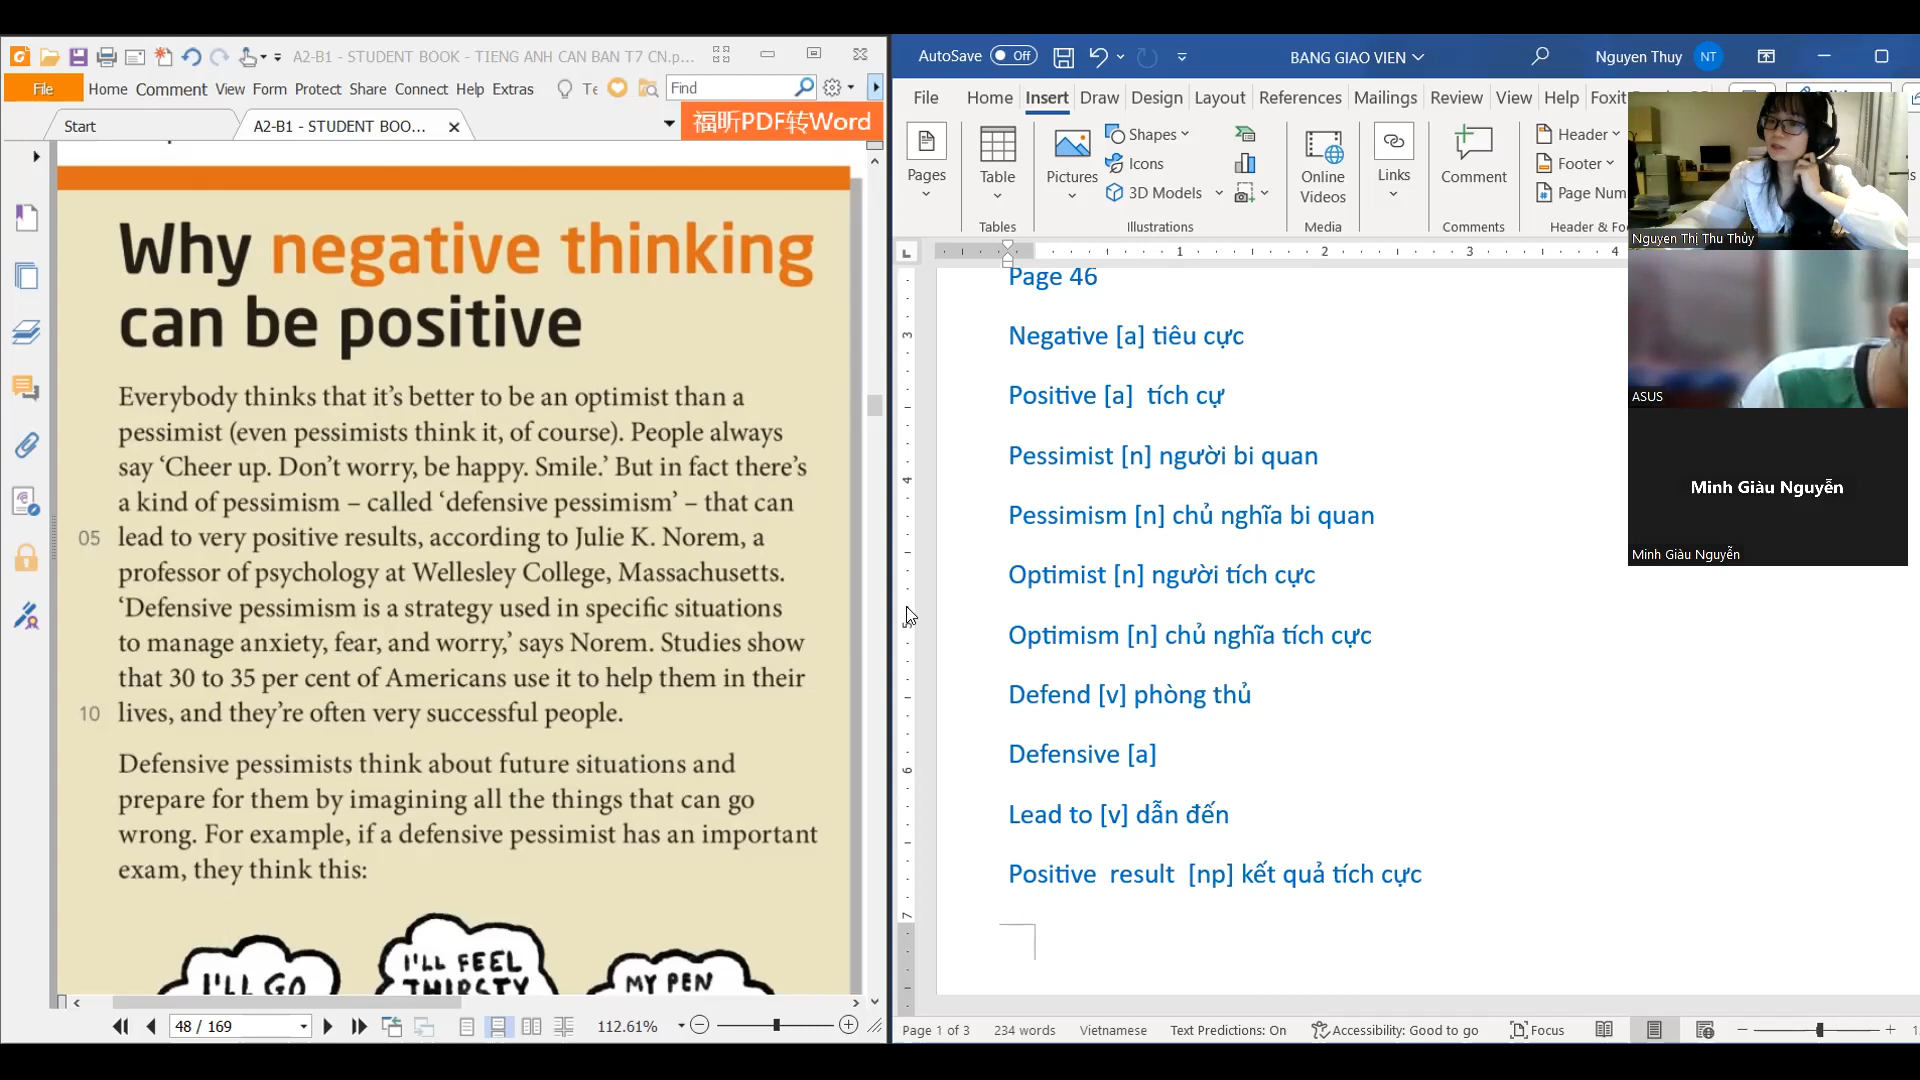 A2-B1 - STUDENT BOOK - TIENG ANH CAN BAN T7 CN.p...
File Home Comment View Form Protect Share Connect Help Extras Te Find
Start
A2-B1 - STUDENT BOO...
福昕PDF转Word
Why negative thinking
can be positive
Everybody thinks that it’s better to be an optimist than a
pessimist (even pessimists think it, of course). People always
say ‘Cheer up. Don’t worry, be happy. Smile.’ But in fact there’s
a kind of pessimism – called ‘defensive pessimism’ – that can
05 lead to very positive results, according to Julie K. Norem, a
professor of psychology at Wellesley College, Massachusetts.
‘Defensive pessimism is a strategy used in specific situations
to manage anxiety, fear, and worry,’ says Norem. Studies show
that 30 to 35 per cent of Americans use it to help them in their
10 lives, and they’re often very successful people.
Defensive pessimists think about future situations and
prepare for them by imagining all the things that can go
wrong. For example, if a defensive pessimist has an important
exam, they think this:
I'LL GO
I'LL FEEL
THIRSTY
MY PEN
48 / 169
112.61%
AutoSave Off
BANG GIAO VIEN
Nguyen Thuy NT
File Home Insert Draw Design Layout References Mailings Review View Help Foxit
Pages
Table
Tables
Pictures
Shapes
Icons
3D Models
Illustrations
Online
Videos
Media
Links
Comment
Comments
Header
Footer
Page Num
Header & Fo
1 2 3 4
3
4
5
6
7
Page 46
Negative [a] tiêu cực
Positive [a] tích cự
Pessimist [n] người bi quan
Pessimism [n] chủ nghĩa bi quan
Optimist [n] người tích cực
Optimism [n] chủ nghĩa tích cực
Defend [v] phòng thủ
Defensive [a]
Lead to [v] dẫn đến
Positive result [np] kết quả tích cực
Page 1 of 3 234 words Vietnamese Text Predictions: On Accessibility: Good to go Focus
Nguyen Thị Thu Thủy
ASUS
Minh Giàu Nguyễn
Minh Giàu Nguyễn